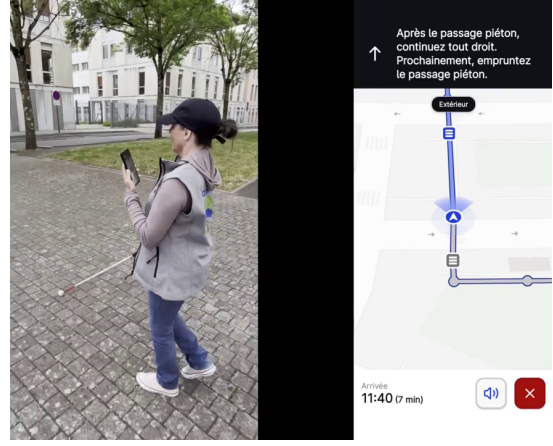 Après le passage piéton,
continuez tout droit.
Prochainement, empruntez
le passage piéton.
Extérieur
Arrivée
11:40 (7 min)